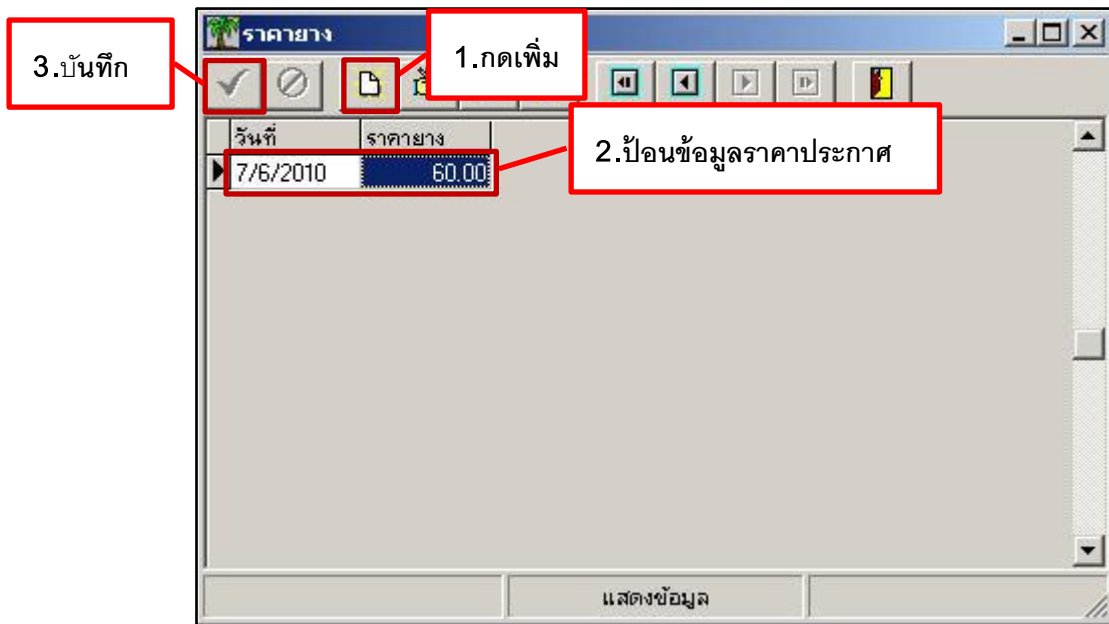 ราคายาง
3.บันทึก
1.กดเพิ่ม
วันที่ ราคายาง
2.ป้อนข้อมูลราคาประกาศ
7/6/2010 60.00
แสดงข้อมูล